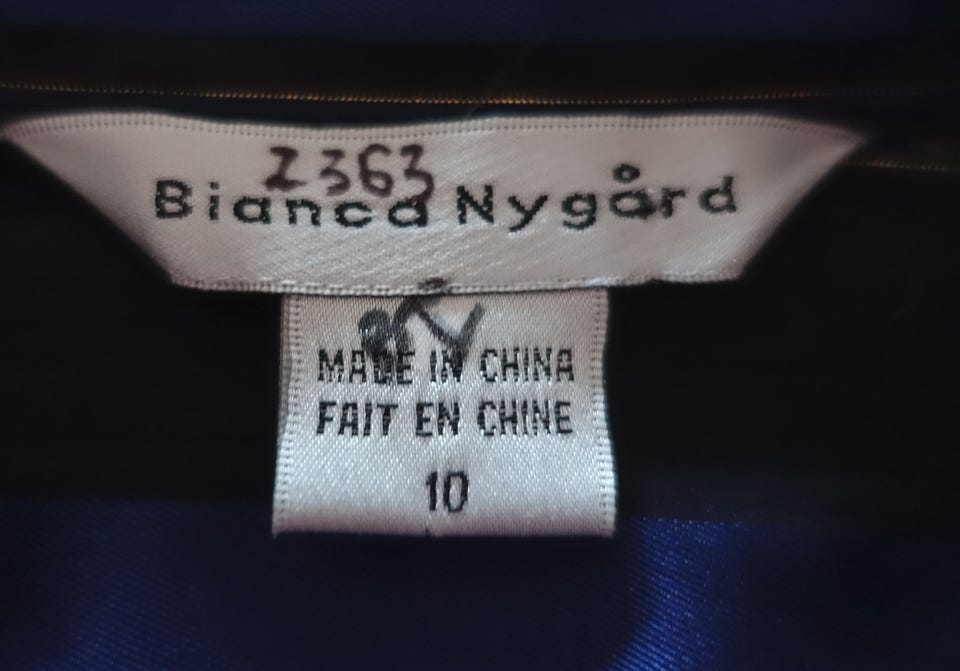 2363
Bianca Nygård
MADE IN CHINA
FAIT EN CHINE
10